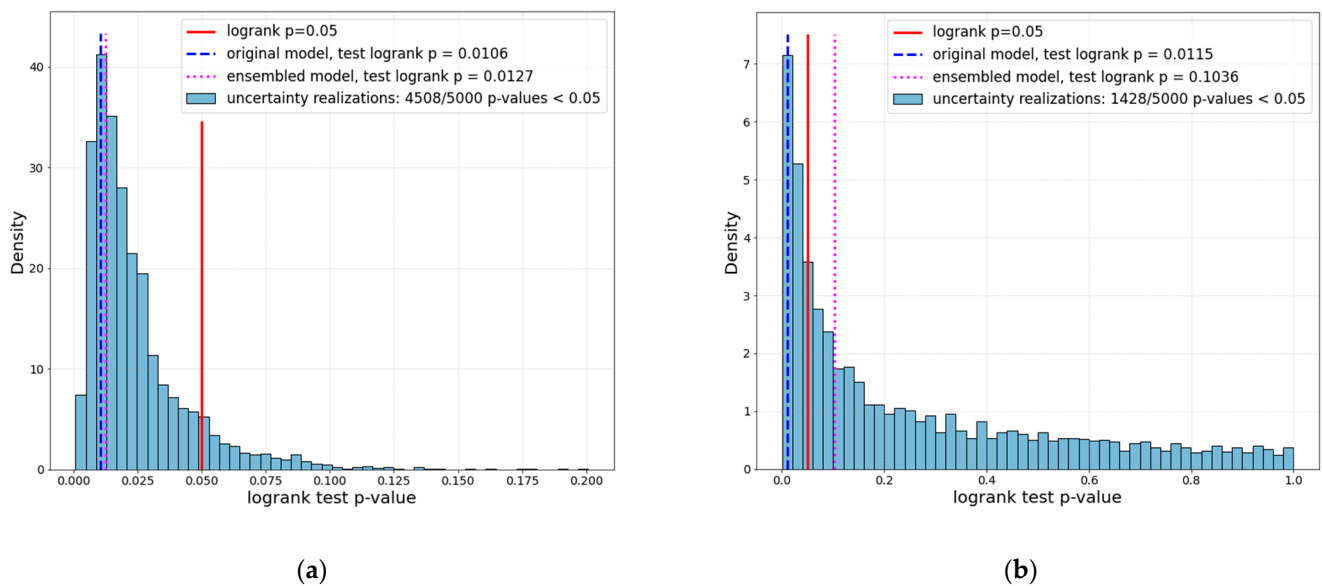 logrank p=0.05
original model, test logrank p = 0.0106
ensembled model, test logrank p = 0.0127
uncertainty realizations: 4508/5000 p-values < 0.05
Density
40
30
20
10
0
0.000 0.025 0.050 0.075 0.100 0.125 0.150 0.175 0.200
logrank test p-value
(a)
logrank p=0.05
original model, test logrank p = 0.0115
ensembled model, test logrank p = 0.1036
uncertainty realizations: 1428/5000 p-values < 0.05
Density
7
6
5
4
3
2
1
0
0.0 0.2 0.4 0.6 0.8 1.0
logrank test p-value
(b)